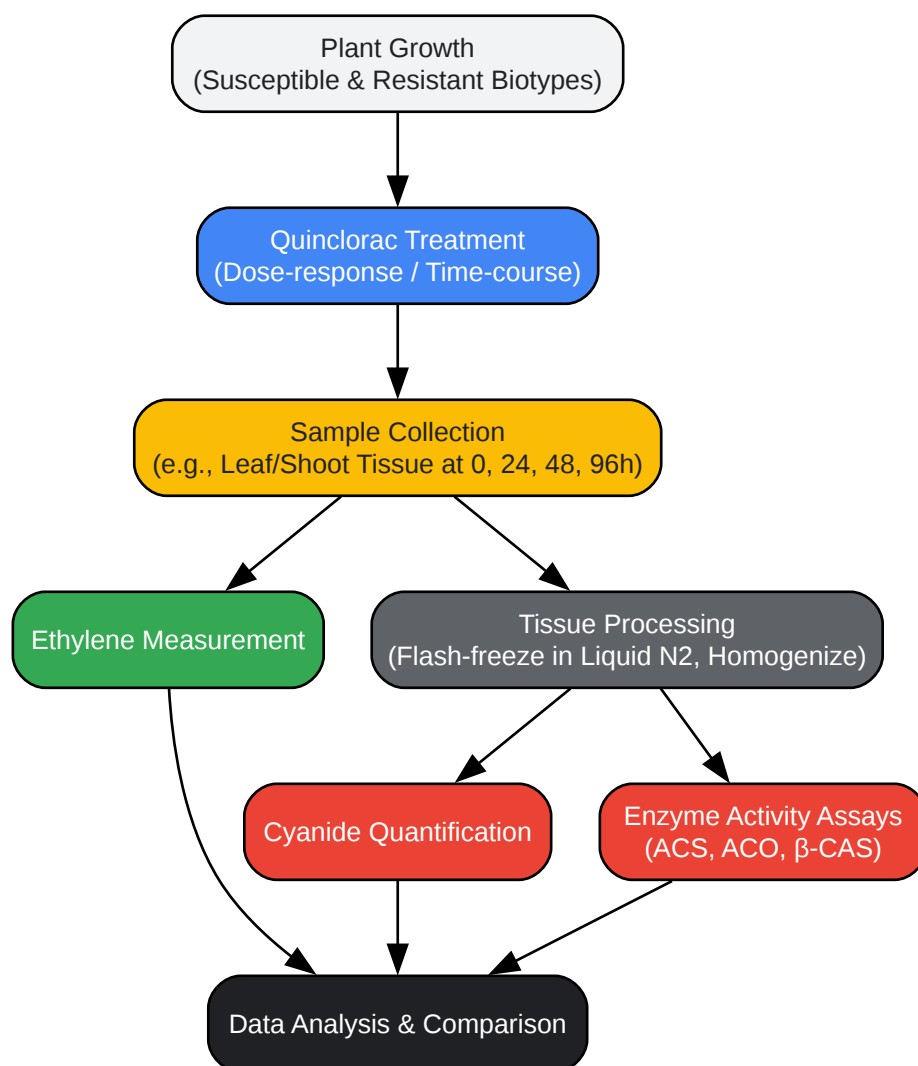 Plant Growth
(Susceptible & Resistant Biotypes)
Quinclorac Treatment
(Dose-response / Time-course)
Sample Collection
(e.g., Leaf/Shoot Tissue at 0, 24, 48, 96h)
Ethylene Measurement
Tissue Processing
(Flash-freeze in Liquid N2, Homogenize)
Cyanide Quantification
Enzyme Activity Assays
(ACS, ACO, β-CAS)
Data Analysis & Comparison